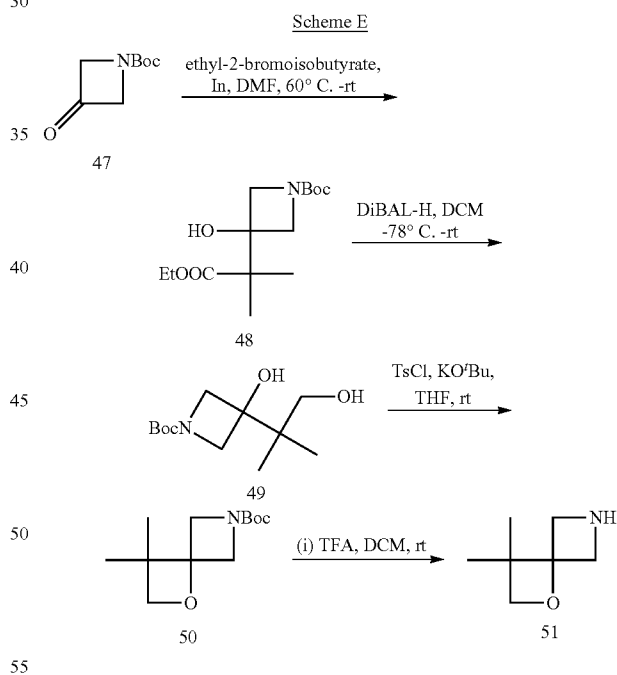 30
Scheme E
NBoc
ethyl-2-bromoisobutyrate,
In, DMF, 60° C. -rt
35
O
47
NBoc
HO
DiBAL-H, DCM
-78° C. -rt
40
EtOOC
48
OH
OH
TsCl, KOᵗBu,
THF, rt
45
BocN
49
50
NBoc
(i) TFA, DCM, rt
NH
O
O
50
51
55